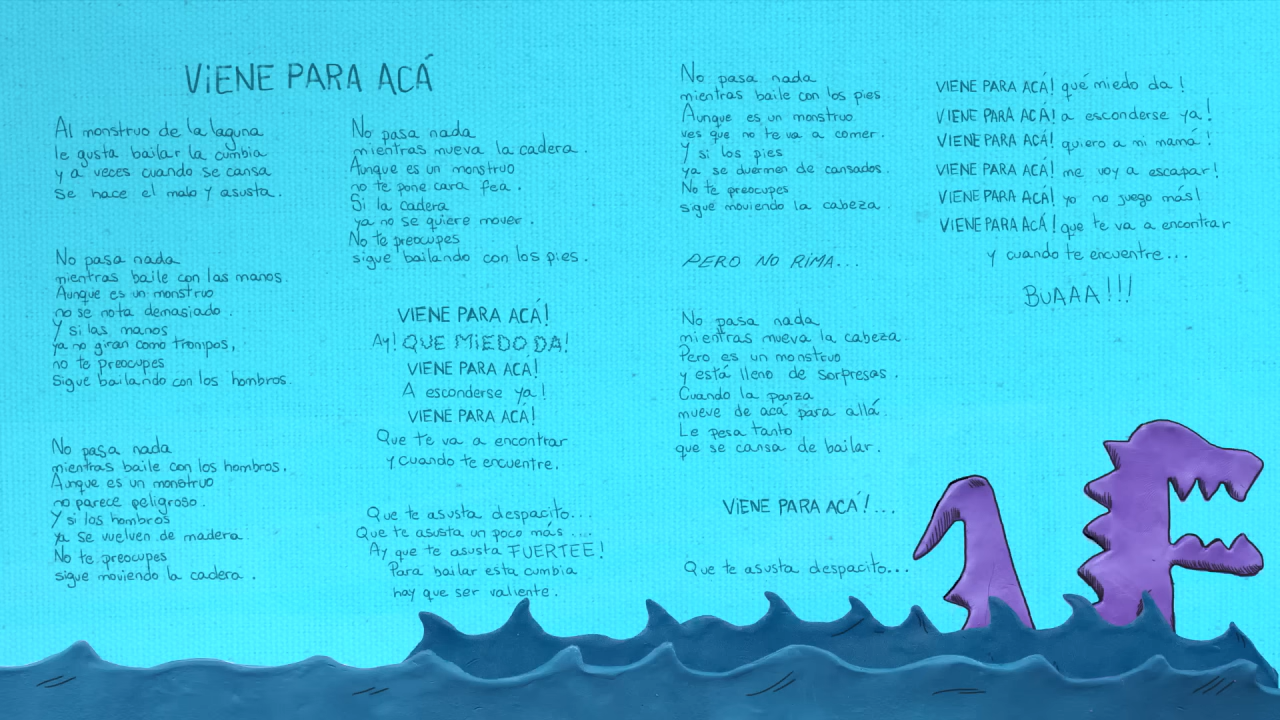 VIENE PARA ACÁ
Al monstruo de la laguna
le gusta bailar la cumbia
y a veces cuando se cansa
se hace el malo y asusta.
No pasa nada
mientras baile con las manos.
Aunque es un monstruo
no se nota demasiado.
Y si las manos
ya no giran como trompos,
no te preocupes
sigue bailando con los hombros.
No pasa nada
mientras baile con los hombros.
Aunque es un monstruo
no parece peligroso.
Y si los hombros
ya se vuelven de madera.
No te preocupes
sigue moviendo la cadera.
No pasa nada
mientras mueva la cadera.
Aunque es un monstruo
no te pone cara fea.
Si la cadera
ya no se quiere mover.
No te preocupes
sigue bailando con los pies.
VIENE PARA ACÁ!
Ay! QUE MIEDO DA!
VIENE PARA ACÁ!
A esconderse ya!
VIENE PARA ACÁ!
Que te va a encontrar
y cuando te encuentre.
Que te asusta despacito...
Que te asusta un poco más ...
Ay que te asusta FUERTEE!
Para bailar esta cumbia
hay que ser valiente.
No pasa nada
mientras baile con los pies
Aunque es un monstruo
ves que no te va a comer.
Y si los pies
ya se duermen de cansados.
No te preocupes
sigue moviendo la cabeza.
PERO NO RIMA...
No pasa nada
mientras mueva la cabeza.
Pero es un monstruo
y está lleno de sorpresas.
Cuando la panza
mueve de acá para allá.
Le pesa tanto
que se cansa de bailar.
VIENE PARA ACÁ!...
Que te asusta despacito...
VIENE PARA ACÁ! qué miedo da!
VIENE PARA ACÁ! a esconderse ya!
VIENE PARA ACÁ! quiero a mi mamá!
VIENE PARA ACÁ! me voy a escapar!
VIENE PARA ACÁ! yo no juego más!
VIENE PARA ACÁ! que te va a encontrar
y cuando te encuentre...
BUAAA!!!